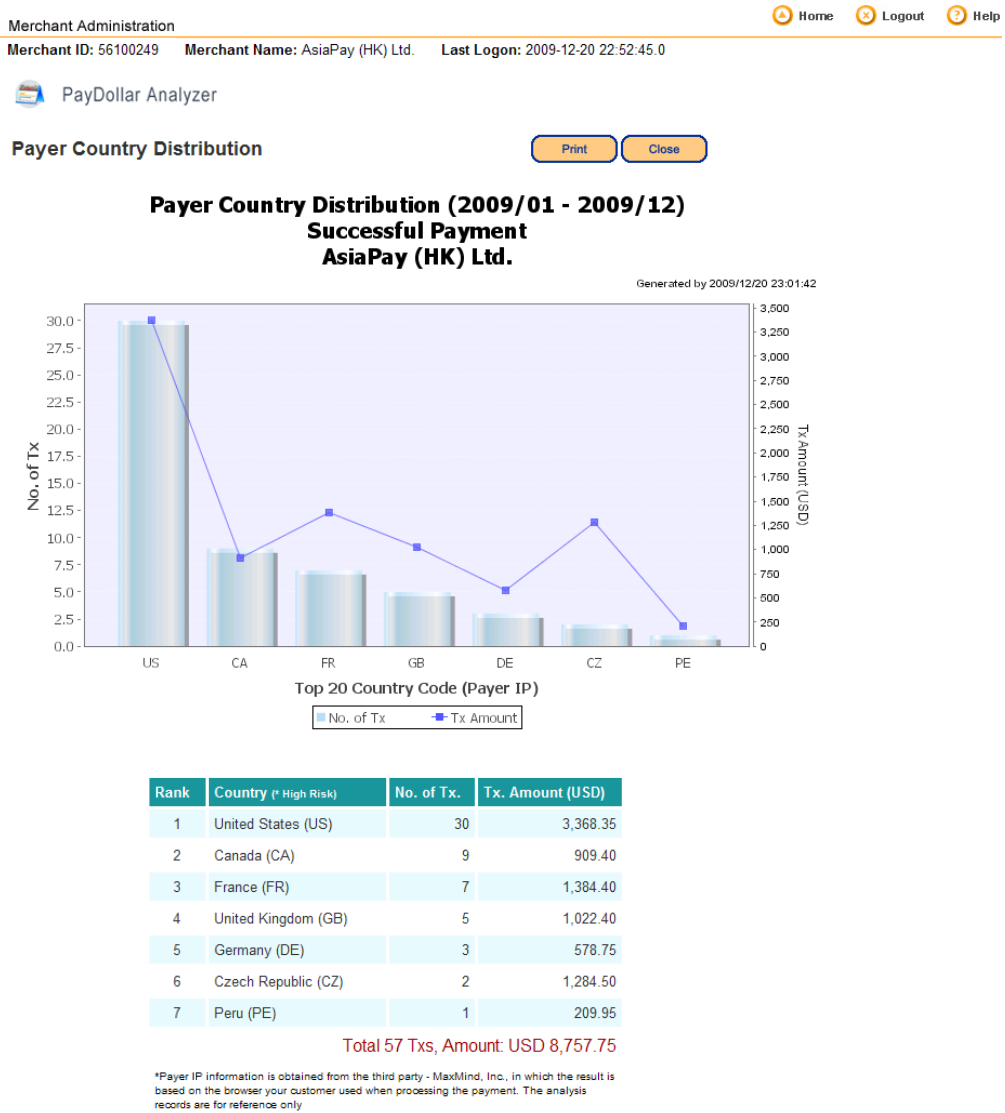 Home Logout Help
Merchant Administration
Merchant ID: 56100249 Merchant Name: AsiaPay (HK) Ltd. Last Logon: 2009-12-20 22:52:45.0
PayDollar Analyzer
Payer Country Distribution
Print Close
Payer Country Distribution (2009/01 - 2009/12)
Successful Payment
AsiaPay (HK) Ltd.
Generated by 2009/12/20 23:01:42
No. of Tx
30.0
27.5
25.0
22.5
20.0
17.5
15.0
12.5
10.0
7.5
5.0
2.5
0.0
3,500
3,250
3,000
2,750
2,500
2,250
2,000
1,750
1,500
1,250
1,000
750
500
250
0
Tx Amount (USD)
US CA FR GB DE CZ PE
Top 20 Country Code (Payer IP)
No. of Tx Tx Amount
Rank Country (* High Risk) No. of Tx. Tx. Amount (USD)
1 United States (US) 30 3,368.35
2 Canada (CA) 9 909.40
3 France (FR) 7 1,384.40
4 United Kingdom (GB) 5 1,022.40
5 Germany (DE) 3 578.75
6 Czech Republic (CZ) 2 1,284.50
7 Peru (PE) 1 209.95
Total 57 Txs, Amount: USD 8,757.75
*Payer IP information is obtained from the third party - MaxMind, Inc., in which the result is
based on the browser your customer used when processing the payment. The analysis
records are for reference only